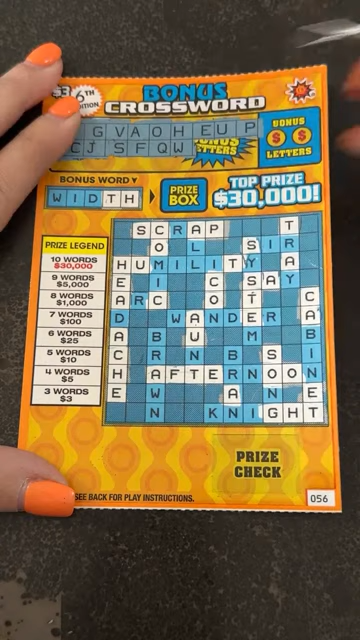 $3
6TH
EDITION
BONUS
CROSSWORD
G V A O H E U P
C J S F Q W
BONUS
LETTERS
BONUS
$ $
LETTERS
BONUS WORD▼
W I D T H
PRIZE
BOX
TOP PRIZE
$30,000!
PRIZE LEGEND
10 WORDS
$30,000
9 WORDS
$5,000
8 WORDS
$1,000
7 WORDS
$100
6 WORDS
$25
5 WORDS
$10
4 WORDS
$5
3 WORDS
$3
SCRAP
HUMILITY
ARC
SAY
WANDER
AFTERNOON
KNIGHT
PRIZE
CHECK
SEE BACK FOR PLAY INSTRUCTIONS.
056